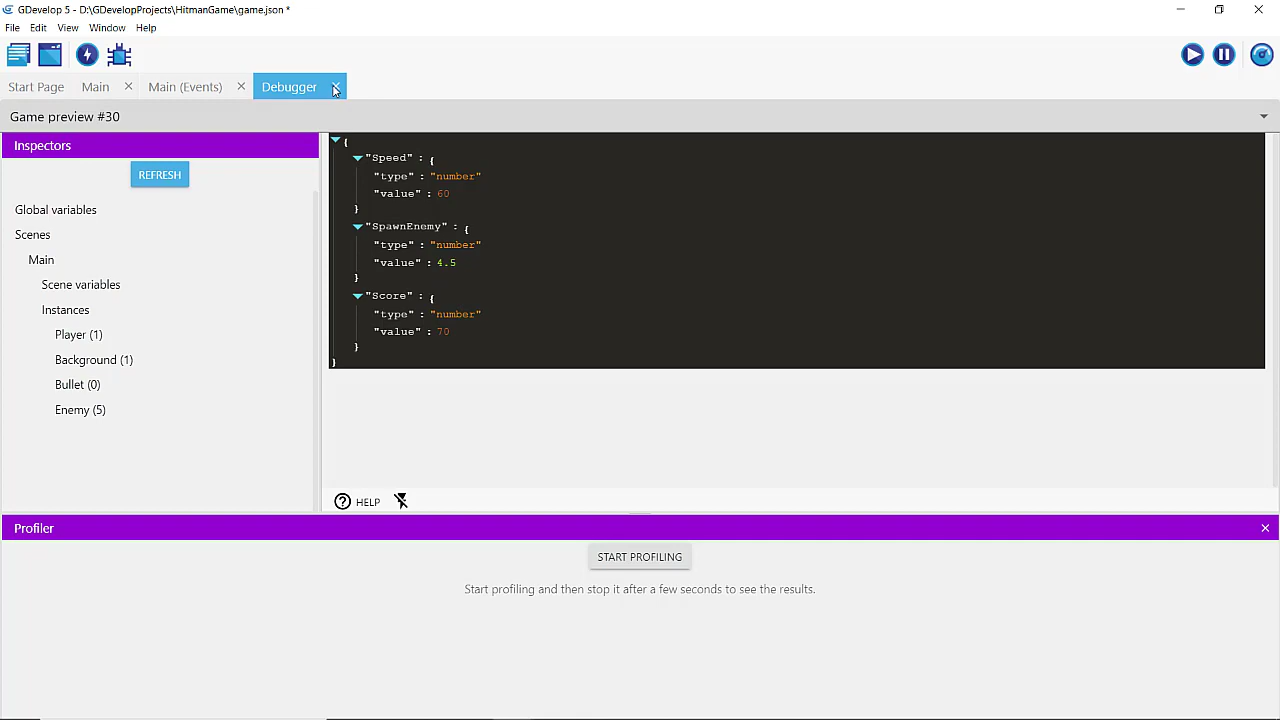 GDevelop 5 - D:\GDevelopProjects\HitmanGame\game.json *
File Edit View Window Help
Start Page Main Main (Events) Debugger
Game preview #30
Inspectors
REFRESH
Global variables
Scenes
Main
Scene variables
Instances
Player (1)
Background (1)
Bullet (0)
Enemy (5)
{
"Speed" : {
"type" : "number"
"value" : 60
}
"SpawnEnemy" : {
"type" : "number"
"value" : 4.5
}
"Score" : {
"type" : "number"
"value" : 70
}
}
HELP
Profiler
START PROFILING
Start profiling and then stop it after a few seconds to see the results.